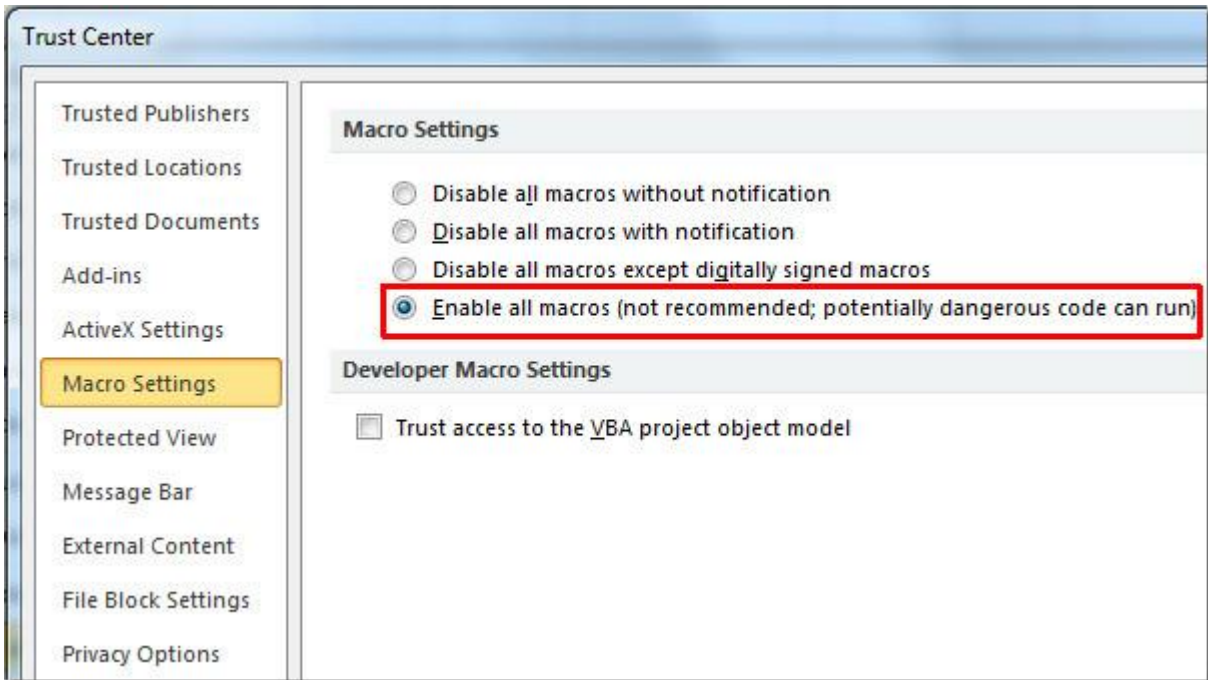 Trust Center
Trusted Publishers
Trusted Locations
Trusted Documents
Add-ins
ActiveX Settings
Macro Settings
Protected View
Message Bar
External Content
File Block Settings
Privacy Options
Macro Settings
Disable all macros without notification
Disable all macros with notification
Disable all macros except digitally signed macros
Enable all macros (not recommended; potentially dangerous code can run)
Developer Macro Settings
Trust access to the VBA project object model